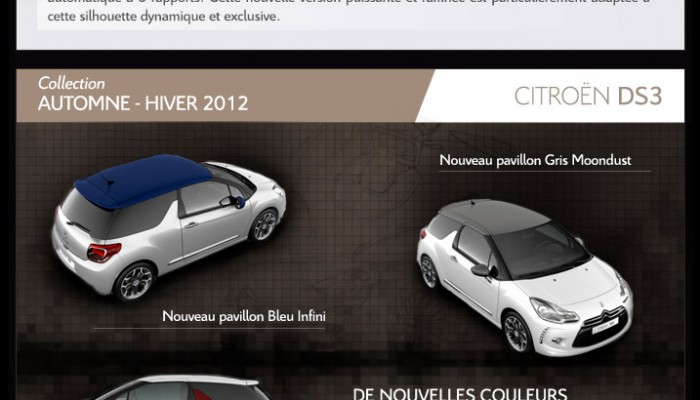 automatique à 6 rapports. Cette nouvelle version puissante et raffinée est particulièrement adaptée à
cette silhouette dynamique et exclusive.
Collection
AUTOMNE - HIVER 2012
CITROËN DS3
Nouveau pavillon Gris Moondust
Nouveau pavillon Bleu Infini
DE NOUVELLES COULEURS